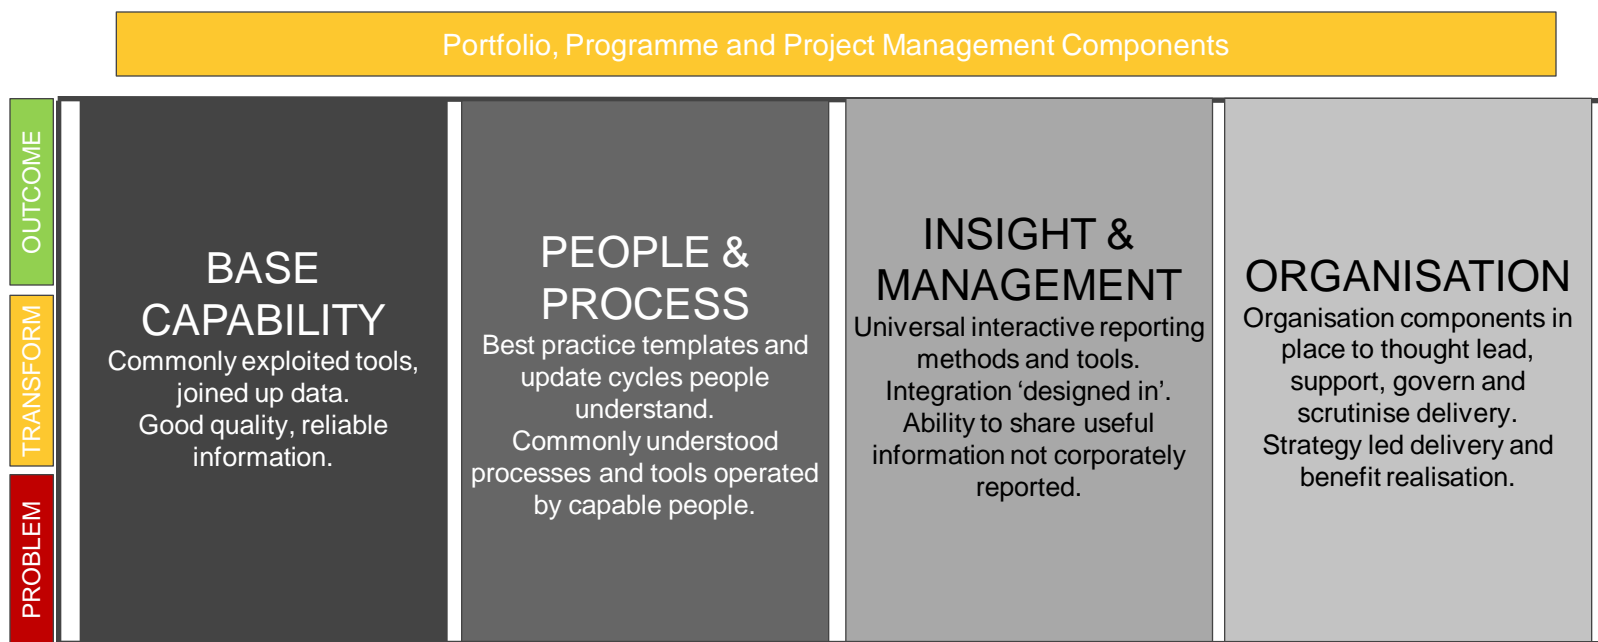 Portfolio, Programme and Project Management Components
OUTCOME
TRANSFORM
PROBLEM
BASE
CAPABILITY
Commonly exploited tools,
joined up data.
Good quality, reliable
information.
PEOPLE &
PROCESS
Best practice templates and
update cycles people
understand.
Commonly understood
processes and tools operated
by capable people.
INSIGHT &
MANAGEMENT
Universal interactive reporting
methods and tools.
Integration ‘designed in’.
Ability to share useful
information not corporately
reported.
ORGANISATION
Organisation components in
place to thought lead,
support, govern and
scrutinise delivery.
Strategy led delivery and
benefit realisation.